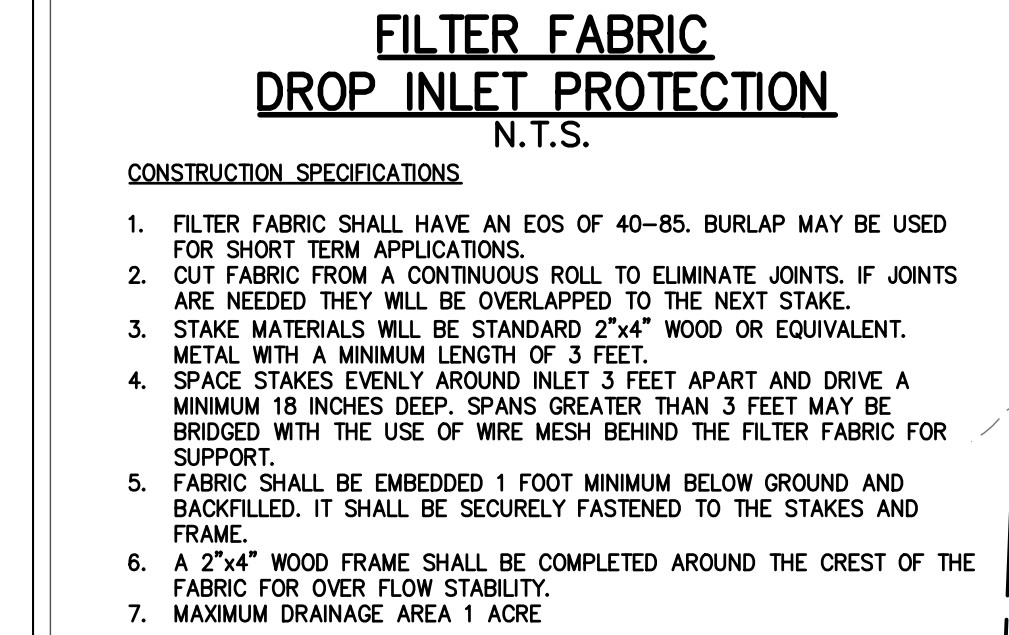 FILTER FABRIC
DROP INLET PROTECTION
N.T.S.
CONSTRUCTION SPECIFICATIONS
1. FILTER FABRIC SHALL HAVE AN EOS OF 40–85. BURLAP MAY BE USED
FOR SHORT TERM APPLICATIONS.
2. CUT FABRIC FROM A CONTINUOUS ROLL TO ELIMINATE JOINTS. IF JOINTS
ARE NEEDED THEY WILL BE OVERLAPPED TO THE NEXT STAKE.
3. STAKE MATERIALS WILL BE STANDARD 2"x4" WOOD OR EQUIVALENT.
METAL WITH A MINIMUM LENGTH OF 3 FEET.
4. SPACE STAKES EVENLY AROUND INLET 3 FEET APART AND DRIVE A
MINIMUM 18 INCHES DEEP. SPANS GREATER THAN 3 FEET MAY BE
BRIDGED WITH THE USE OF WIRE MESH BEHIND THE FILTER FABRIC FOR
SUPPORT.
5. FABRIC SHALL BE EMBEDDED 1 FOOT MINIMUM BELOW GROUND AND
BACKFILLED. IT SHALL BE SECURELY FASTENED TO THE STAKES AND
FRAME.
6. A 2"x4" WOOD FRAME SHALL BE COMPLETED AROUND THE CREST OF THE
FABRIC FOR OVER FLOW STABILITY.
7. MAXIMUM DRAINAGE AREA 1 ACRE